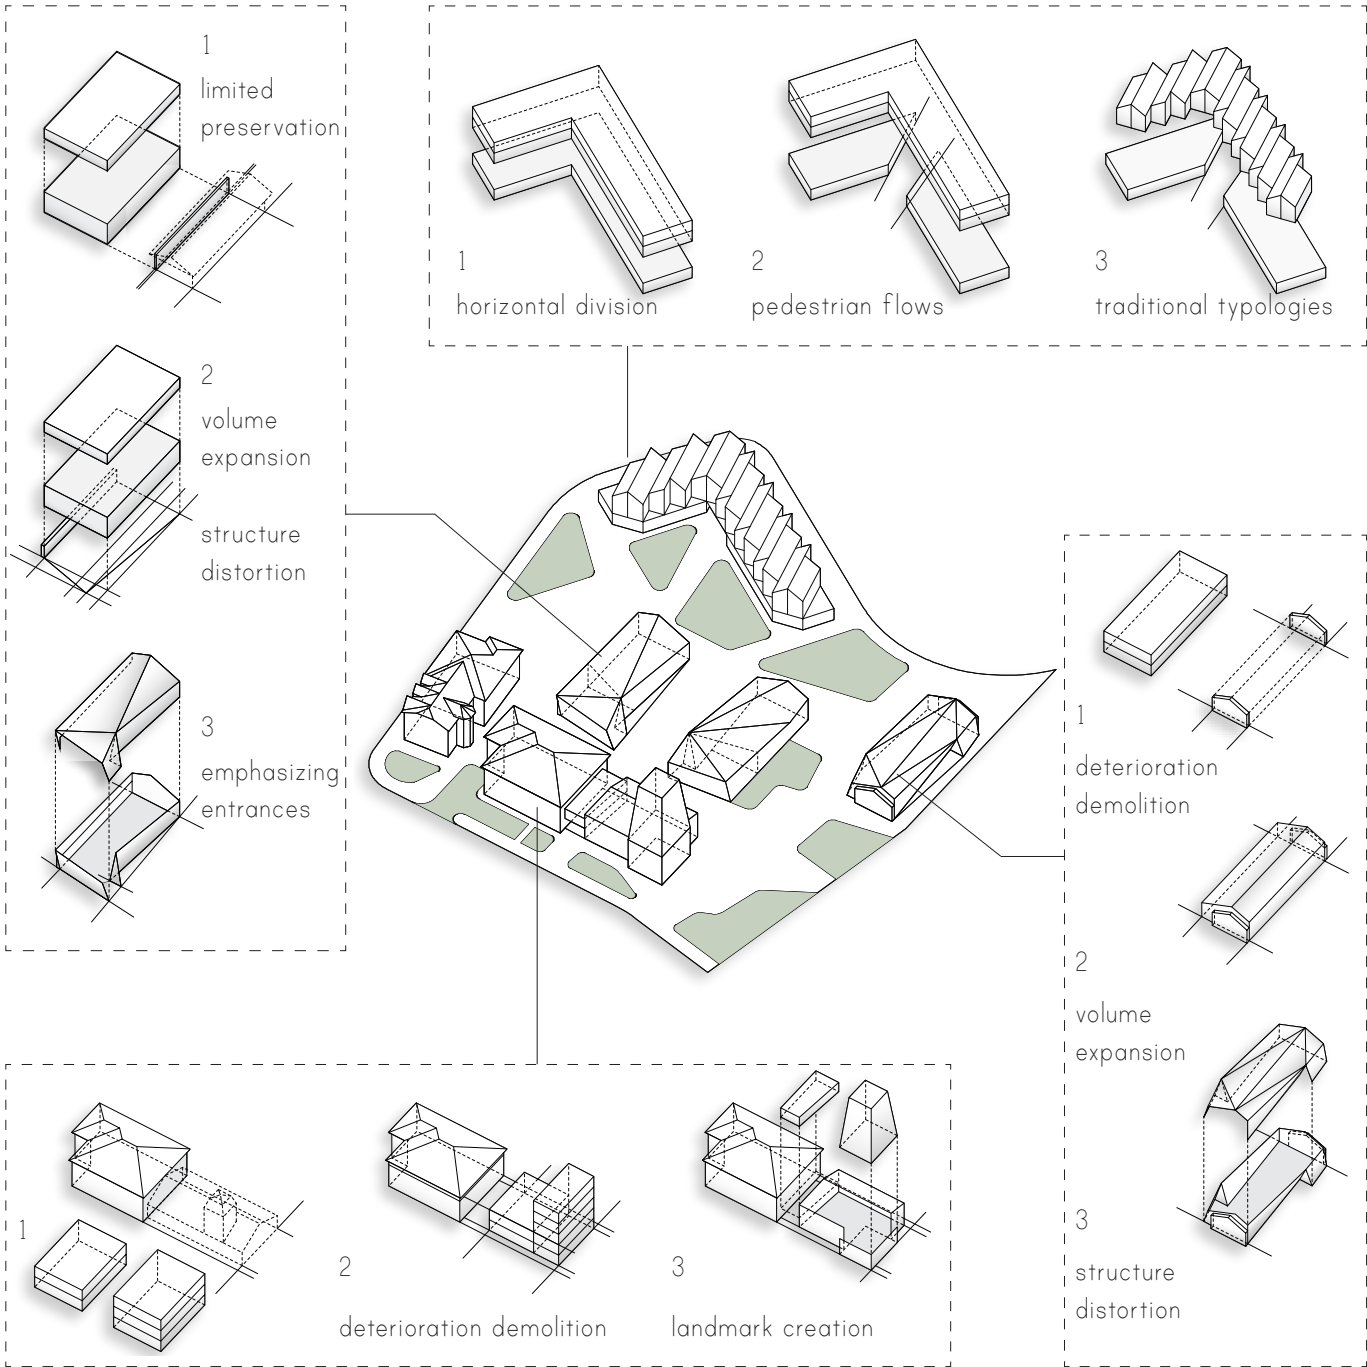 1
limited
preservation
2
volume
expansion
structure
distortion
3
emphasizing
entrances
1
horizontal division
2
pedestrian flows
3
traditional typologies
1
deterioration
demolition
2
volume
expansion
3
structure
distortion
1
2
deterioration demolition
3
landmark creation